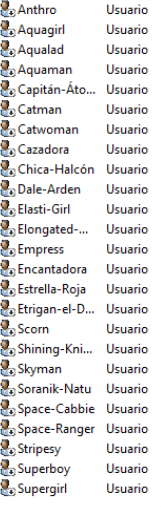 Anthro Usuario
Aquagirl Usuario
Aqualad Usuario
Aquaman Usuario
Capitán-Áto... Usuario
Catman Usuario
Catwoman Usuario
Cazadora Usuario
Chica-Halcón Usuario
Dale-Arden Usuario
Elasti-Girl Usuario
Elongated-... Usuario
Empress Usuario
Encantadora Usuario
Estrella-Roja Usuario
Etrigan-el-D... Usuario
Scorn Usuario
Shining-Kni... Usuario
Skyman Usuario
Soranik-Natu Usuario
Space-Cabbie Usuario
Space-Ranger Usuario
Stripesy Usuario
Superboy Usuario
Supergirl Usuario